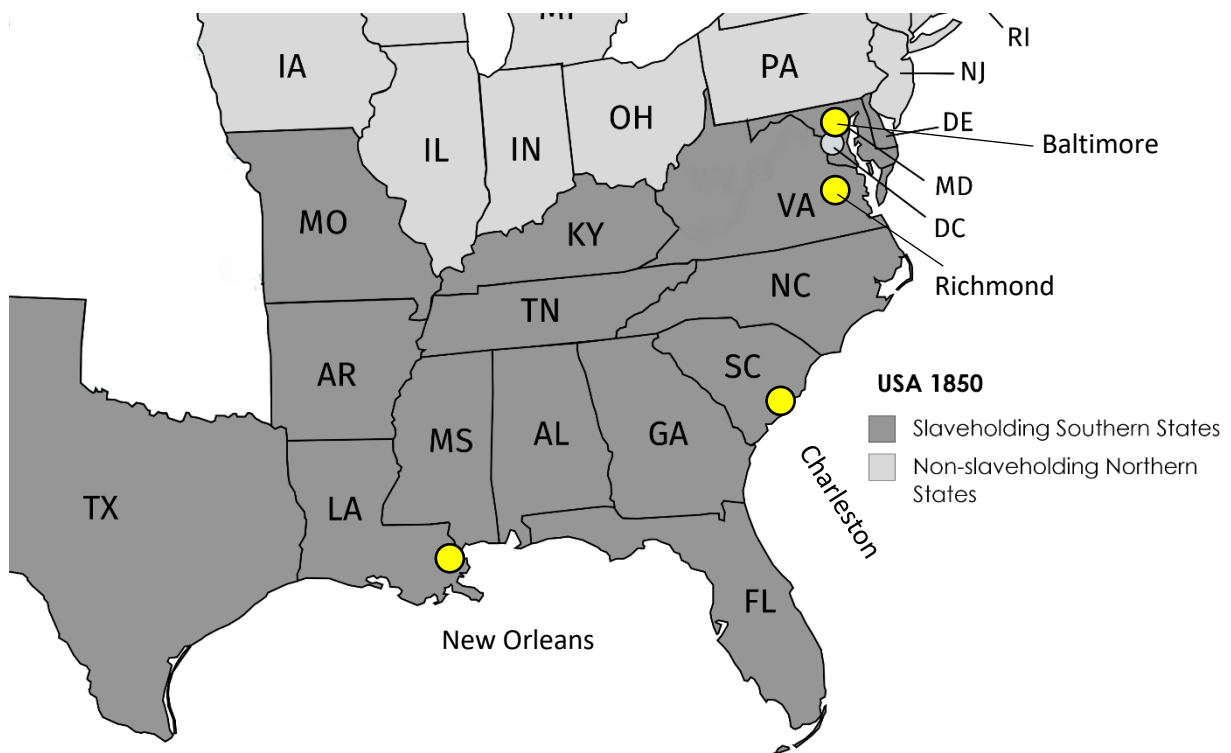 MI
RI
IA
PA
NJ
OH
DE
IL
IN
Baltimore
MD
MO
VA
KY
DC
NC
Richmond
TN
SC
AR
USA 1850
Slaveholding Southern States
MS
AL
GA
Non-slaveholding Northern
States
TX
LA
Charleston
FL
New Orleans